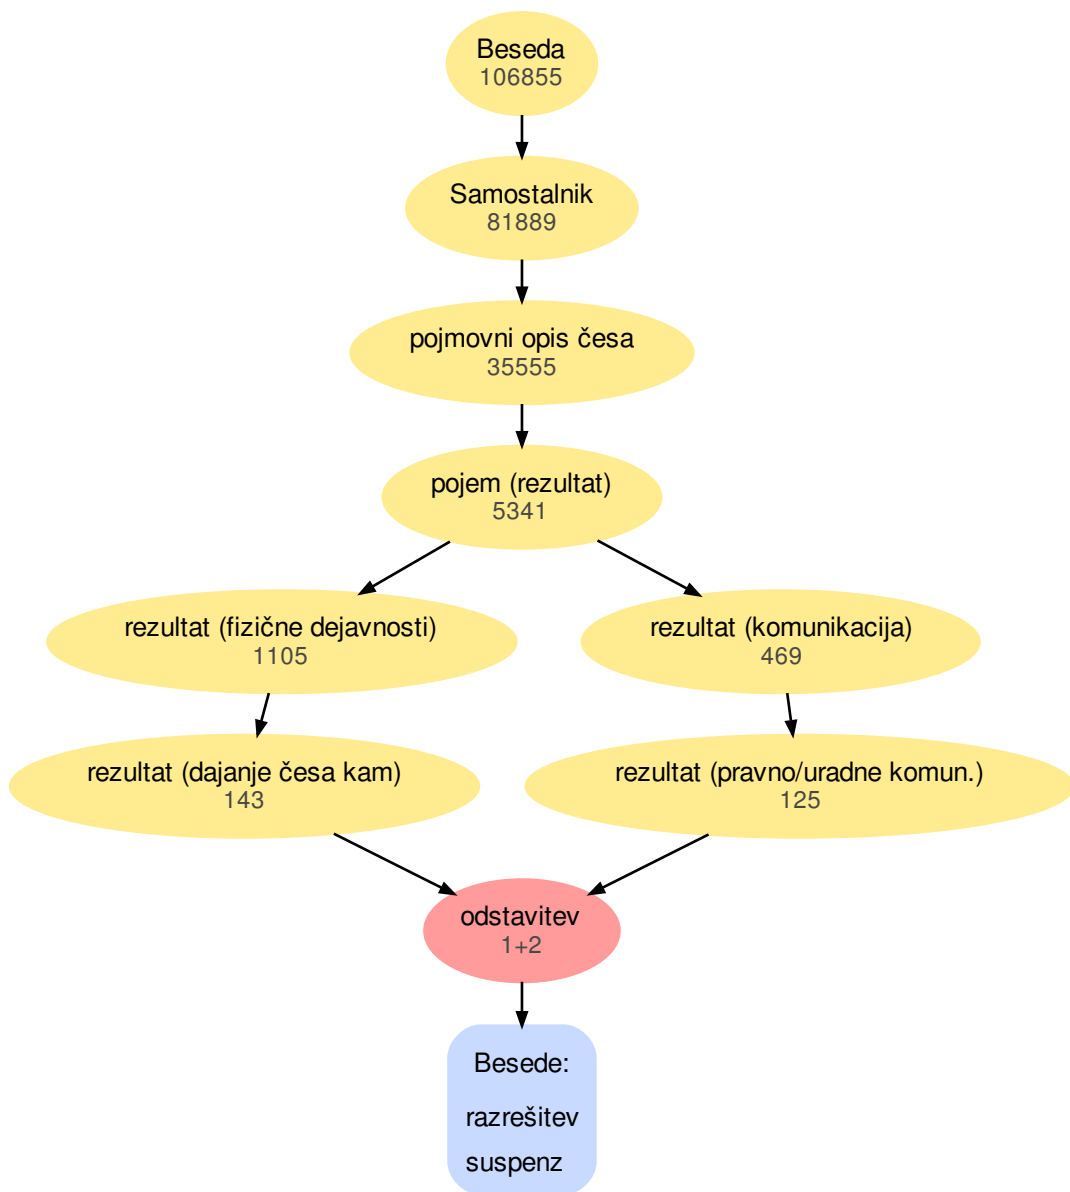 Beseda
106855
Samostalnik
81889
pojmovni opis česa
35555
pojem (rezultat)
5341
rezultat (fizične dejavnosti)
1105
rezultat (komunikacija)
469
rezultat (dajanje česa kam)
143
rezultat (pravno/uradne komun.)
125
odstavitev
1+2
Besede:
razrešitev
suspenz